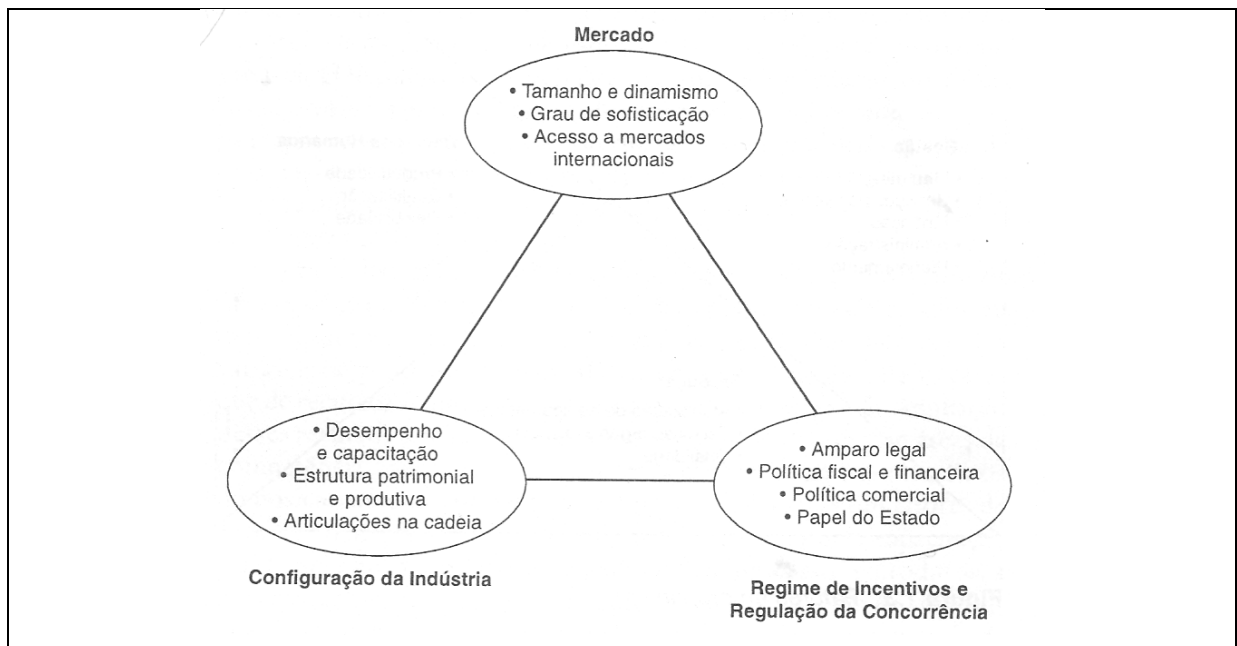 Mercado
• Tamanho e dinamismo
• Grau de sofisticação
• Acesso a mercados
internacionais
• Desempenho
e capacitação
• Estrutura patrimonial
e produtiva
• Articulações na cadeia
Configuração da Indústria
• Amparo legal
• Política fiscal e financeira
• Política comercial
• Papel do Estado
Regime de Incentivos e
Regulação da Concorrência